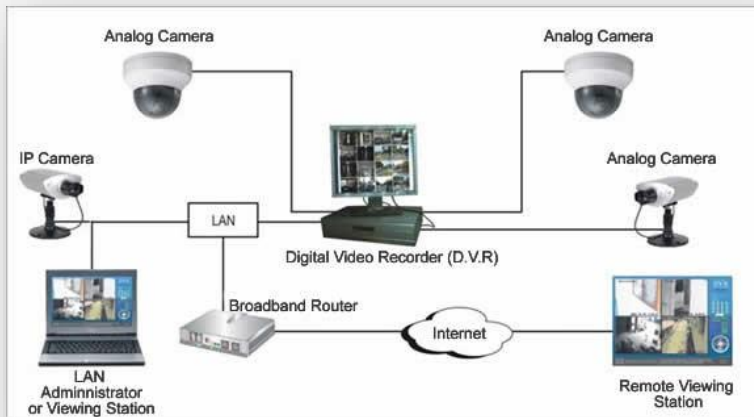 Analog Camera
Analog Camera
IP Camera
Analog Camera
LAN
Digital Video Recorder (D.V.R)
Broadband Router
Internet
LAN
Adminnistrator
or Viewing Station
Remote Viewing
Station